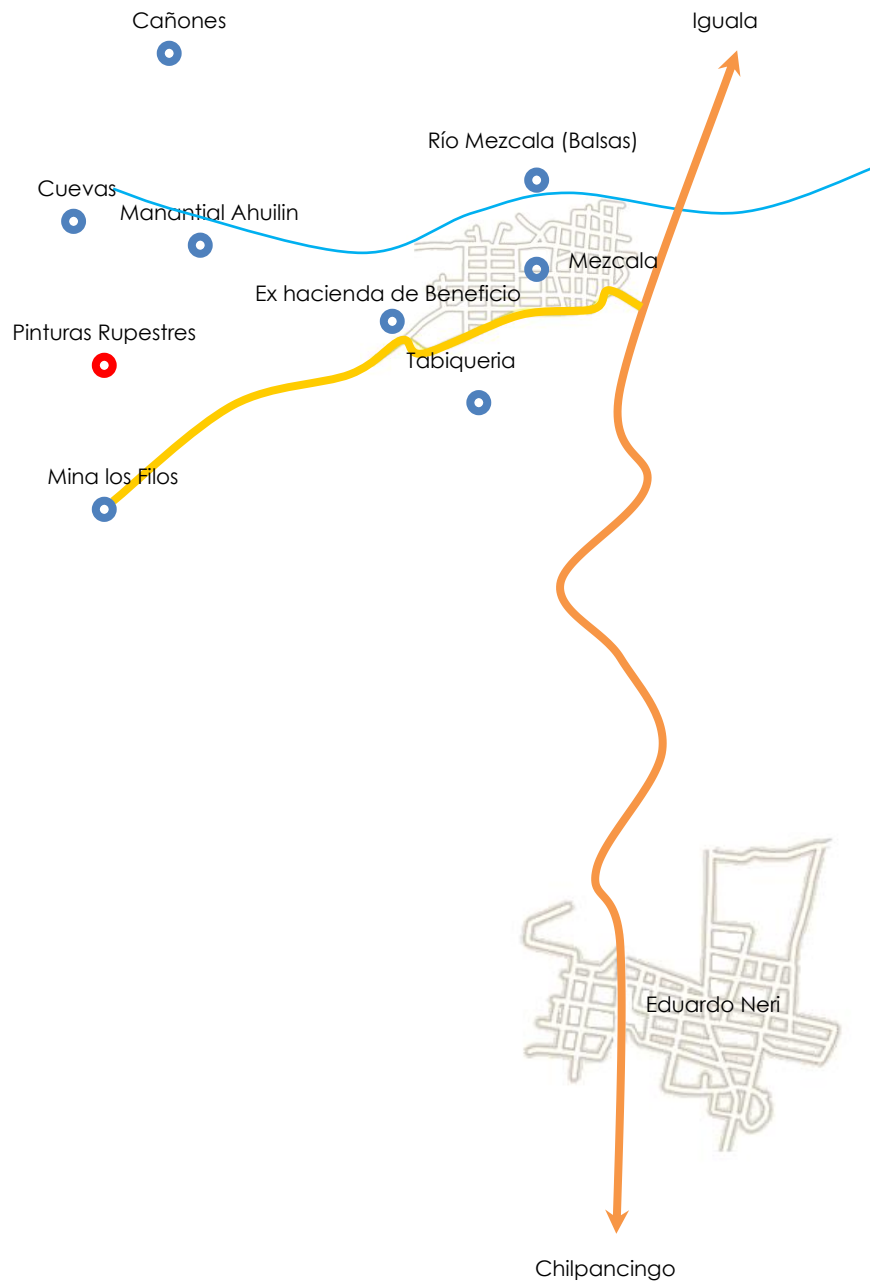 Cañones
Iguala
Río Mezcala (Balsas)
Cuevas
Manantial Ahuilin
Mezcala
Ex hacienda de Beneficio
Pinturas Rupestres
Tabiqueria
Mina los Filos
Eduardo Neri
Chilpancingo